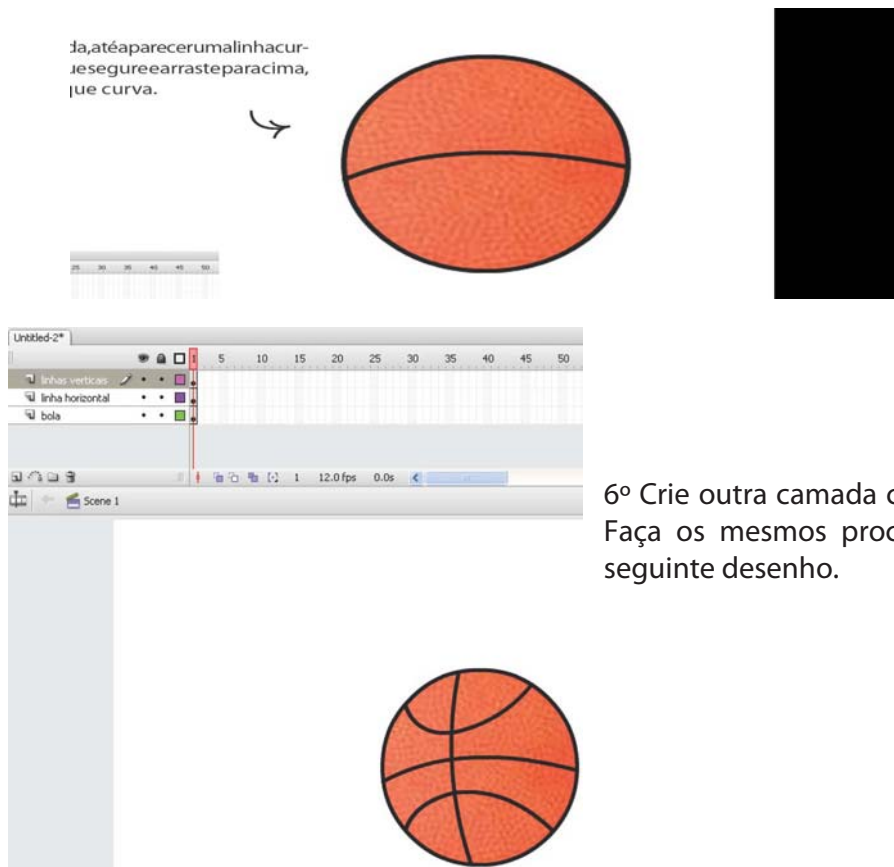 da,atéaparecerumalinhacur-
uesegureearrasteparacima,
que curva.
25 30 35 40 45 50
Untitled-2*
1 5 10 15 20 25 30 35 40 45 50
linhas verticais
linha horizontal
bola
1 12.0 fps 0.0s
Scene 1
6º Crie outra camada
Faça os mesmos proc
seguinte desenho.